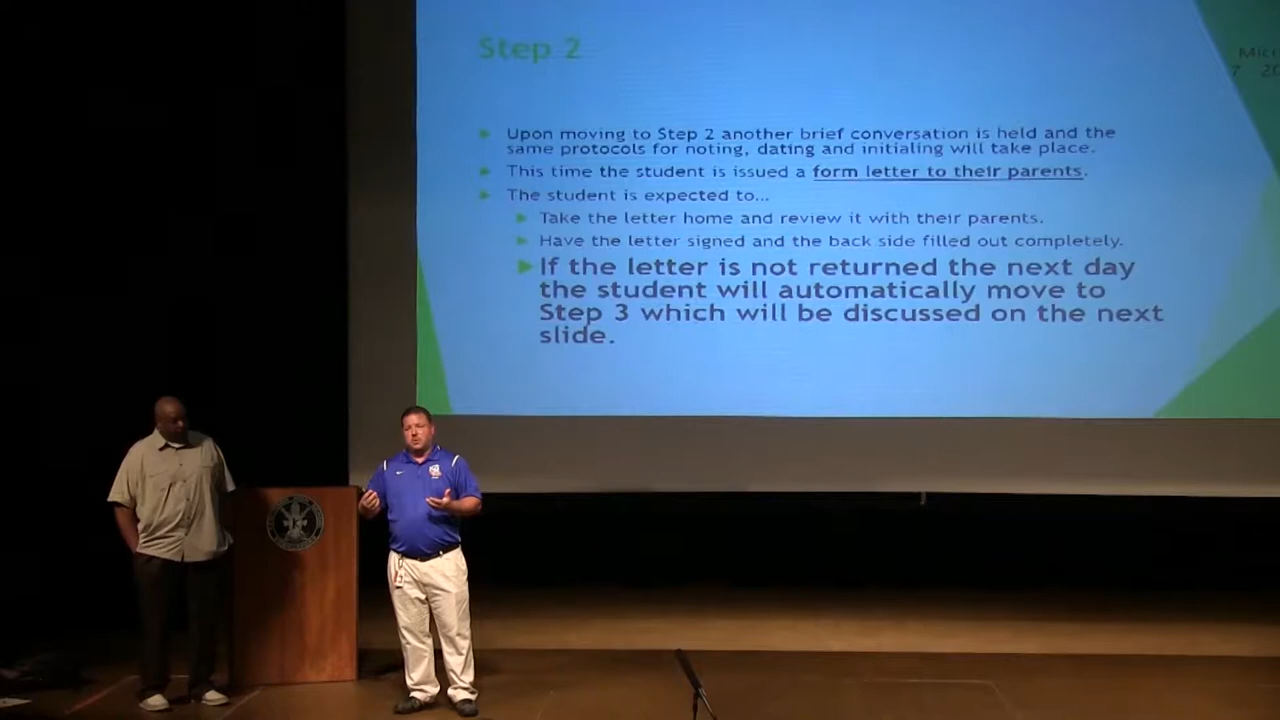 Step 2
Upon moving to Step 2 another brief conversation is held and the
same protocols for noting, dating and initialing will take place.
This time the student is issued a form letter to their parents.
The student is expected to...
Take the letter home and review it with their parents.
Have the letter signed and the back side filled out completely.
If the letter is not returned the next day
the student will automatically move to
Step 3 which will be discussed on the next
slide.